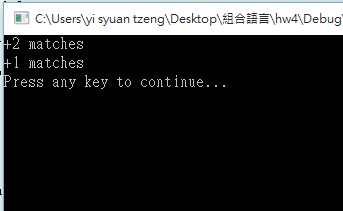 C:\Users\yi syuan tzeng\Desktop\組合語言\hw4\Debug\
+2 matches
+1 matches
Press any key to continue...